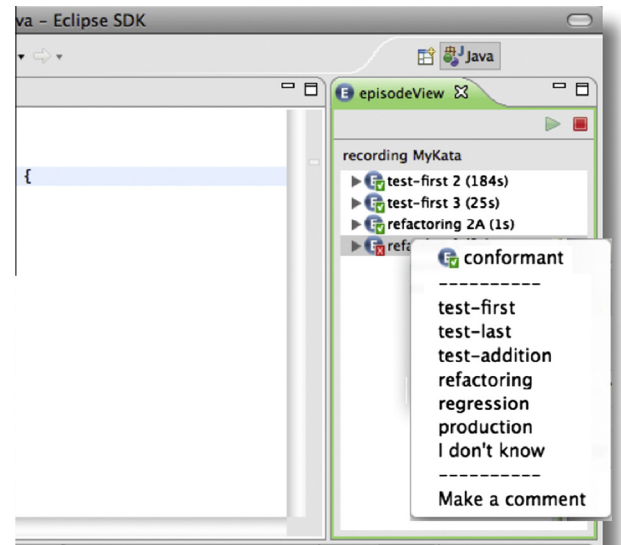 va - Eclipse SDK
Java
episodeView
recording MyKata
test-first 2 (184s)
test-first 3 (25s)
refactoring 2A (1s)
refa
conformant
----------
test-first
test-last
test-addition
refactoring
regression
production
I don't know
----------
Make a comment
{